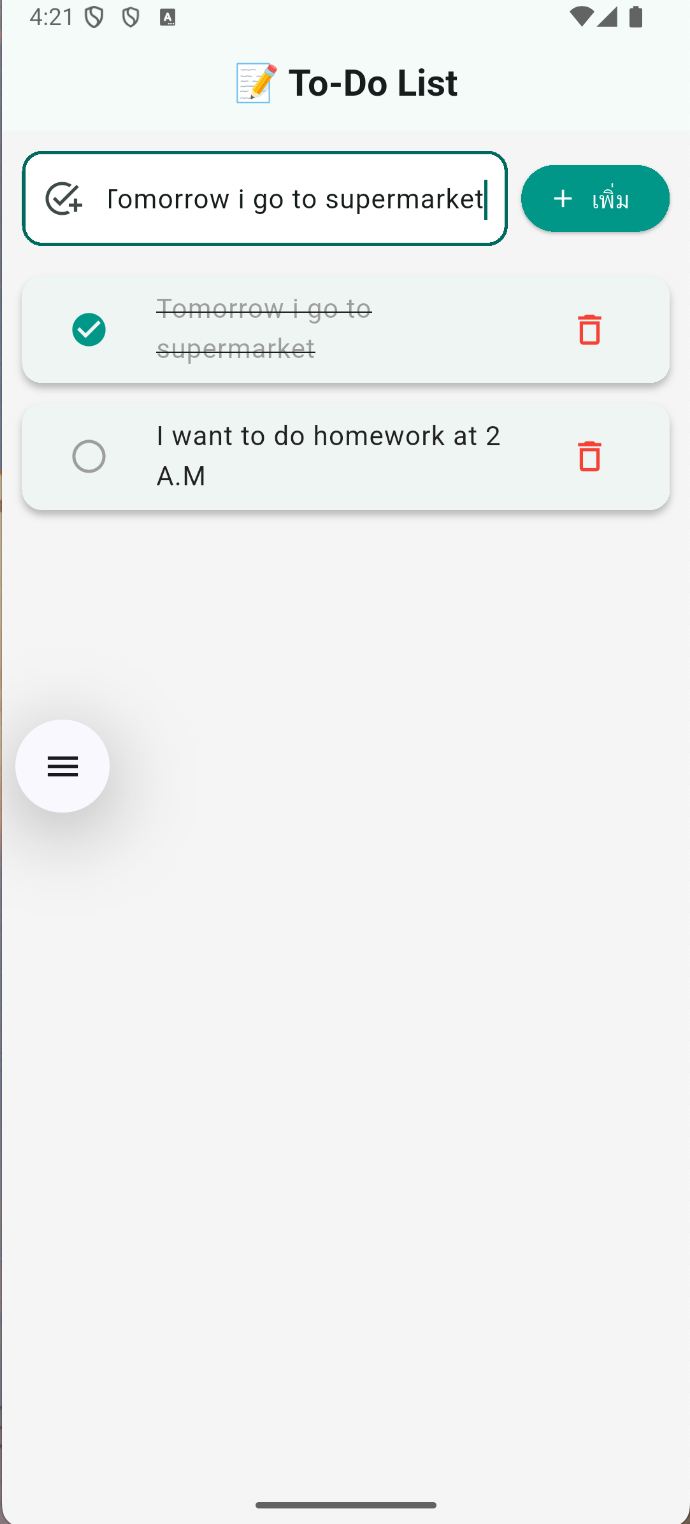 4:21
📝 To-Do List
Tomorrow i go to supermarket
+ เพิ่ม
Tomorrow i go to
supermarket
I want to do homework at 2
A.M